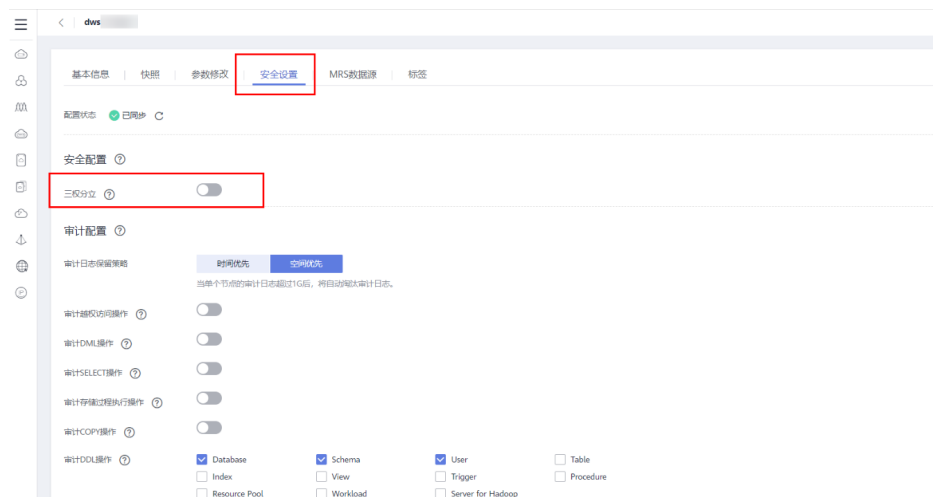 dws
基本信息 快照 参数修改 安全设置 MRS数据源 标签
配置状态 已同步
安全配置
三权分立
审计配置
审计日志保留策略 时间优先 空间优先
当单个节点的审计日志超过1G后，将自动淘汰审计日志。
审计越权访问操作
审计DML操作
审计SELECT操作
审计存储过程执行操作
审计COPY操作
审计DDL操作 Database Schema User Table
Index View Trigger Procedure
Resource Pool Workload Server for Hadoop